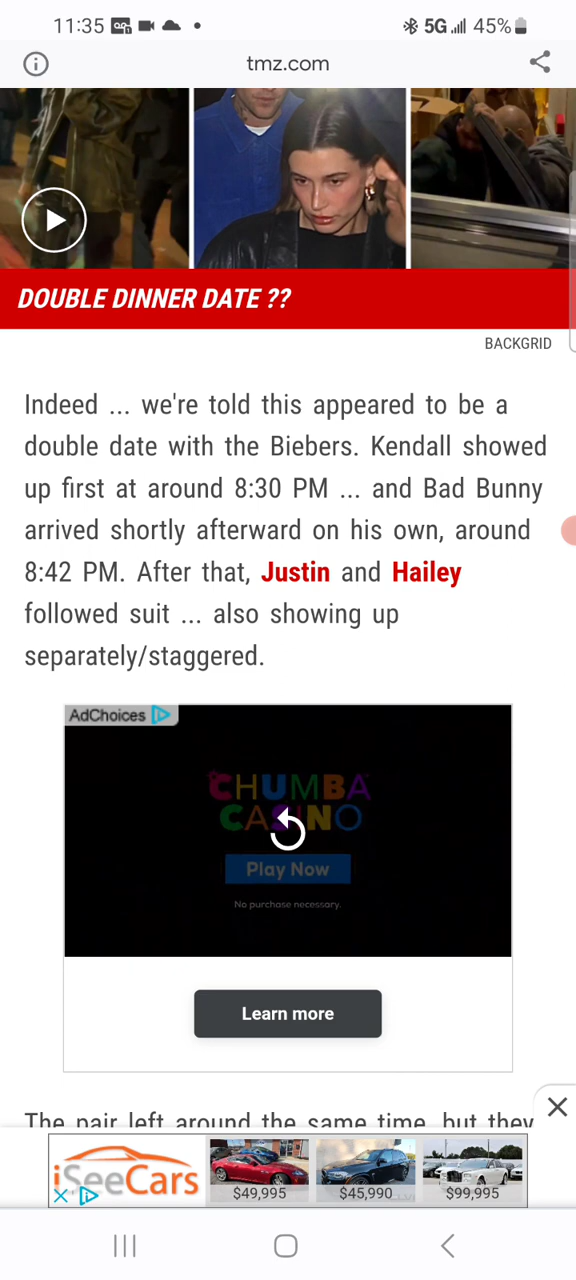 11:35
5G 45%
tmz.com
DOUBLE DINNER DATE ??
BACKGRID
Indeed ... we're told this appeared to be a
double date with the Biebers. Kendall showed
up first at around 8:30 PM ... and Bad Bunny
arrived shortly afterward on his own, around
8:42 PM. After that, Justin and Hailey
followed suit ... also showing up
separately/staggered.
AdChoices
CHUMBA
CASINO
Play Now
No purchase necessary.
Learn more
The pair left around the same time, but they
iSeeCars
$49,995
$45,990
$99,995